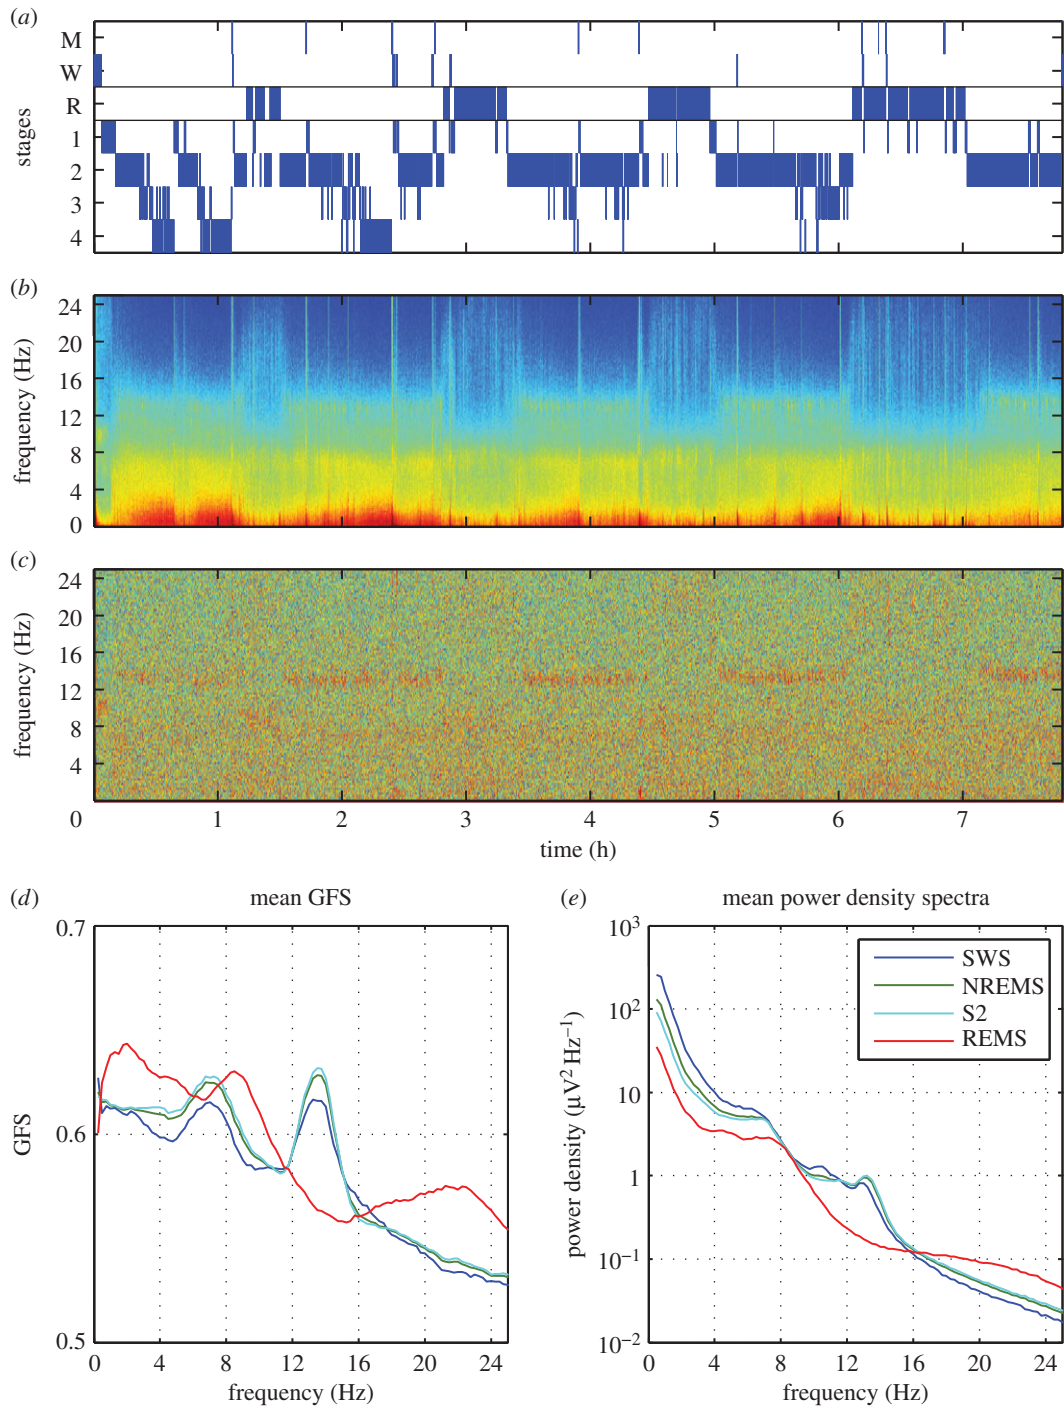 (a)
M
W
R
1
2
3
4
stages
(b)
24
20
16
12
8
4
0
frequency (Hz)
(c)
24
20
16
12
8
4
0
frequency (Hz)
1 2 3 4 5 6 7
time (h)
(d) mean GFS
0.7
0.6
0.5
GFS
0 4 8 12 16 20 24
frequency (Hz)
(e) mean power density spectra
10³
10²
10
1
10⁻¹
10⁻²
power density (µV² Hz⁻¹)
SWS
NREMS
S2
REMS
0 4 8 12 16 20 24
frequency (Hz)